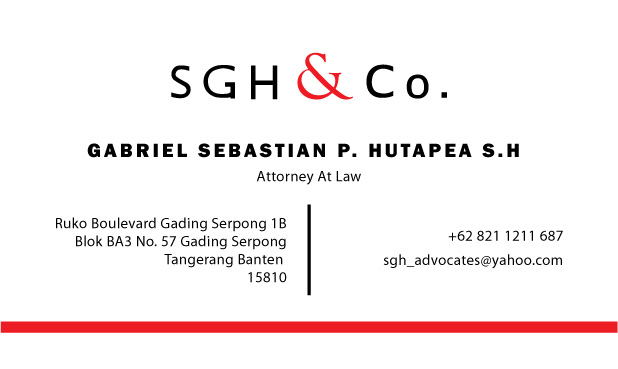 SGH & Co.
GABRIEL SEBASTIAN P. HUTAPEA S.H
Attorney At Law
Ruko Boulevard Gading Serpong 1B
Blok BA3 No. 57 Gading Serpong
Tangerang Banten
15810
+62 821 1211 687
sgh_advocates@yahoo.com